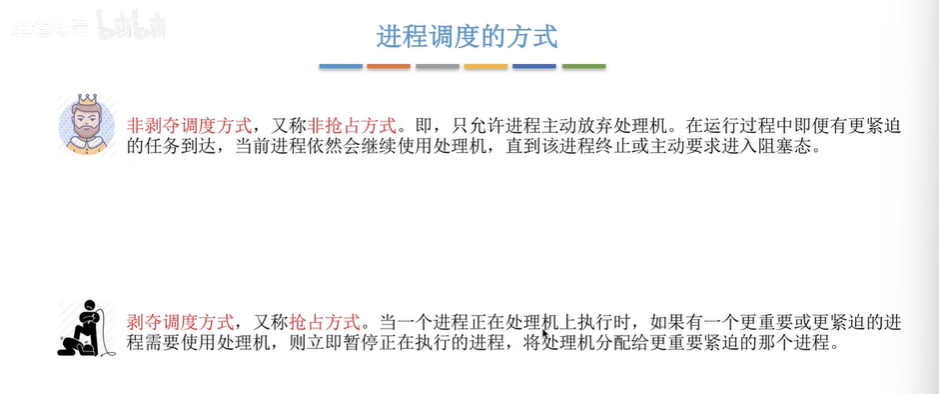 bilibili
进程调度的方式
非剥夺调度方式，又称非抢占方式。即，只允许进程主动放弃处理机。在运行过程中即便有更紧迫
的任务到达，当前进程依然会继续使用处理机，直到该进程终止或主动要求进入阻塞态。
剥夺调度方式，又称抢占方式。当一个进程正在处理机上执行时，如果有一个更重要或更紧迫的进
程需要使用处理机，则立即暂停正在执行的进程，将处理机分配给更重要紧迫的那个进程。